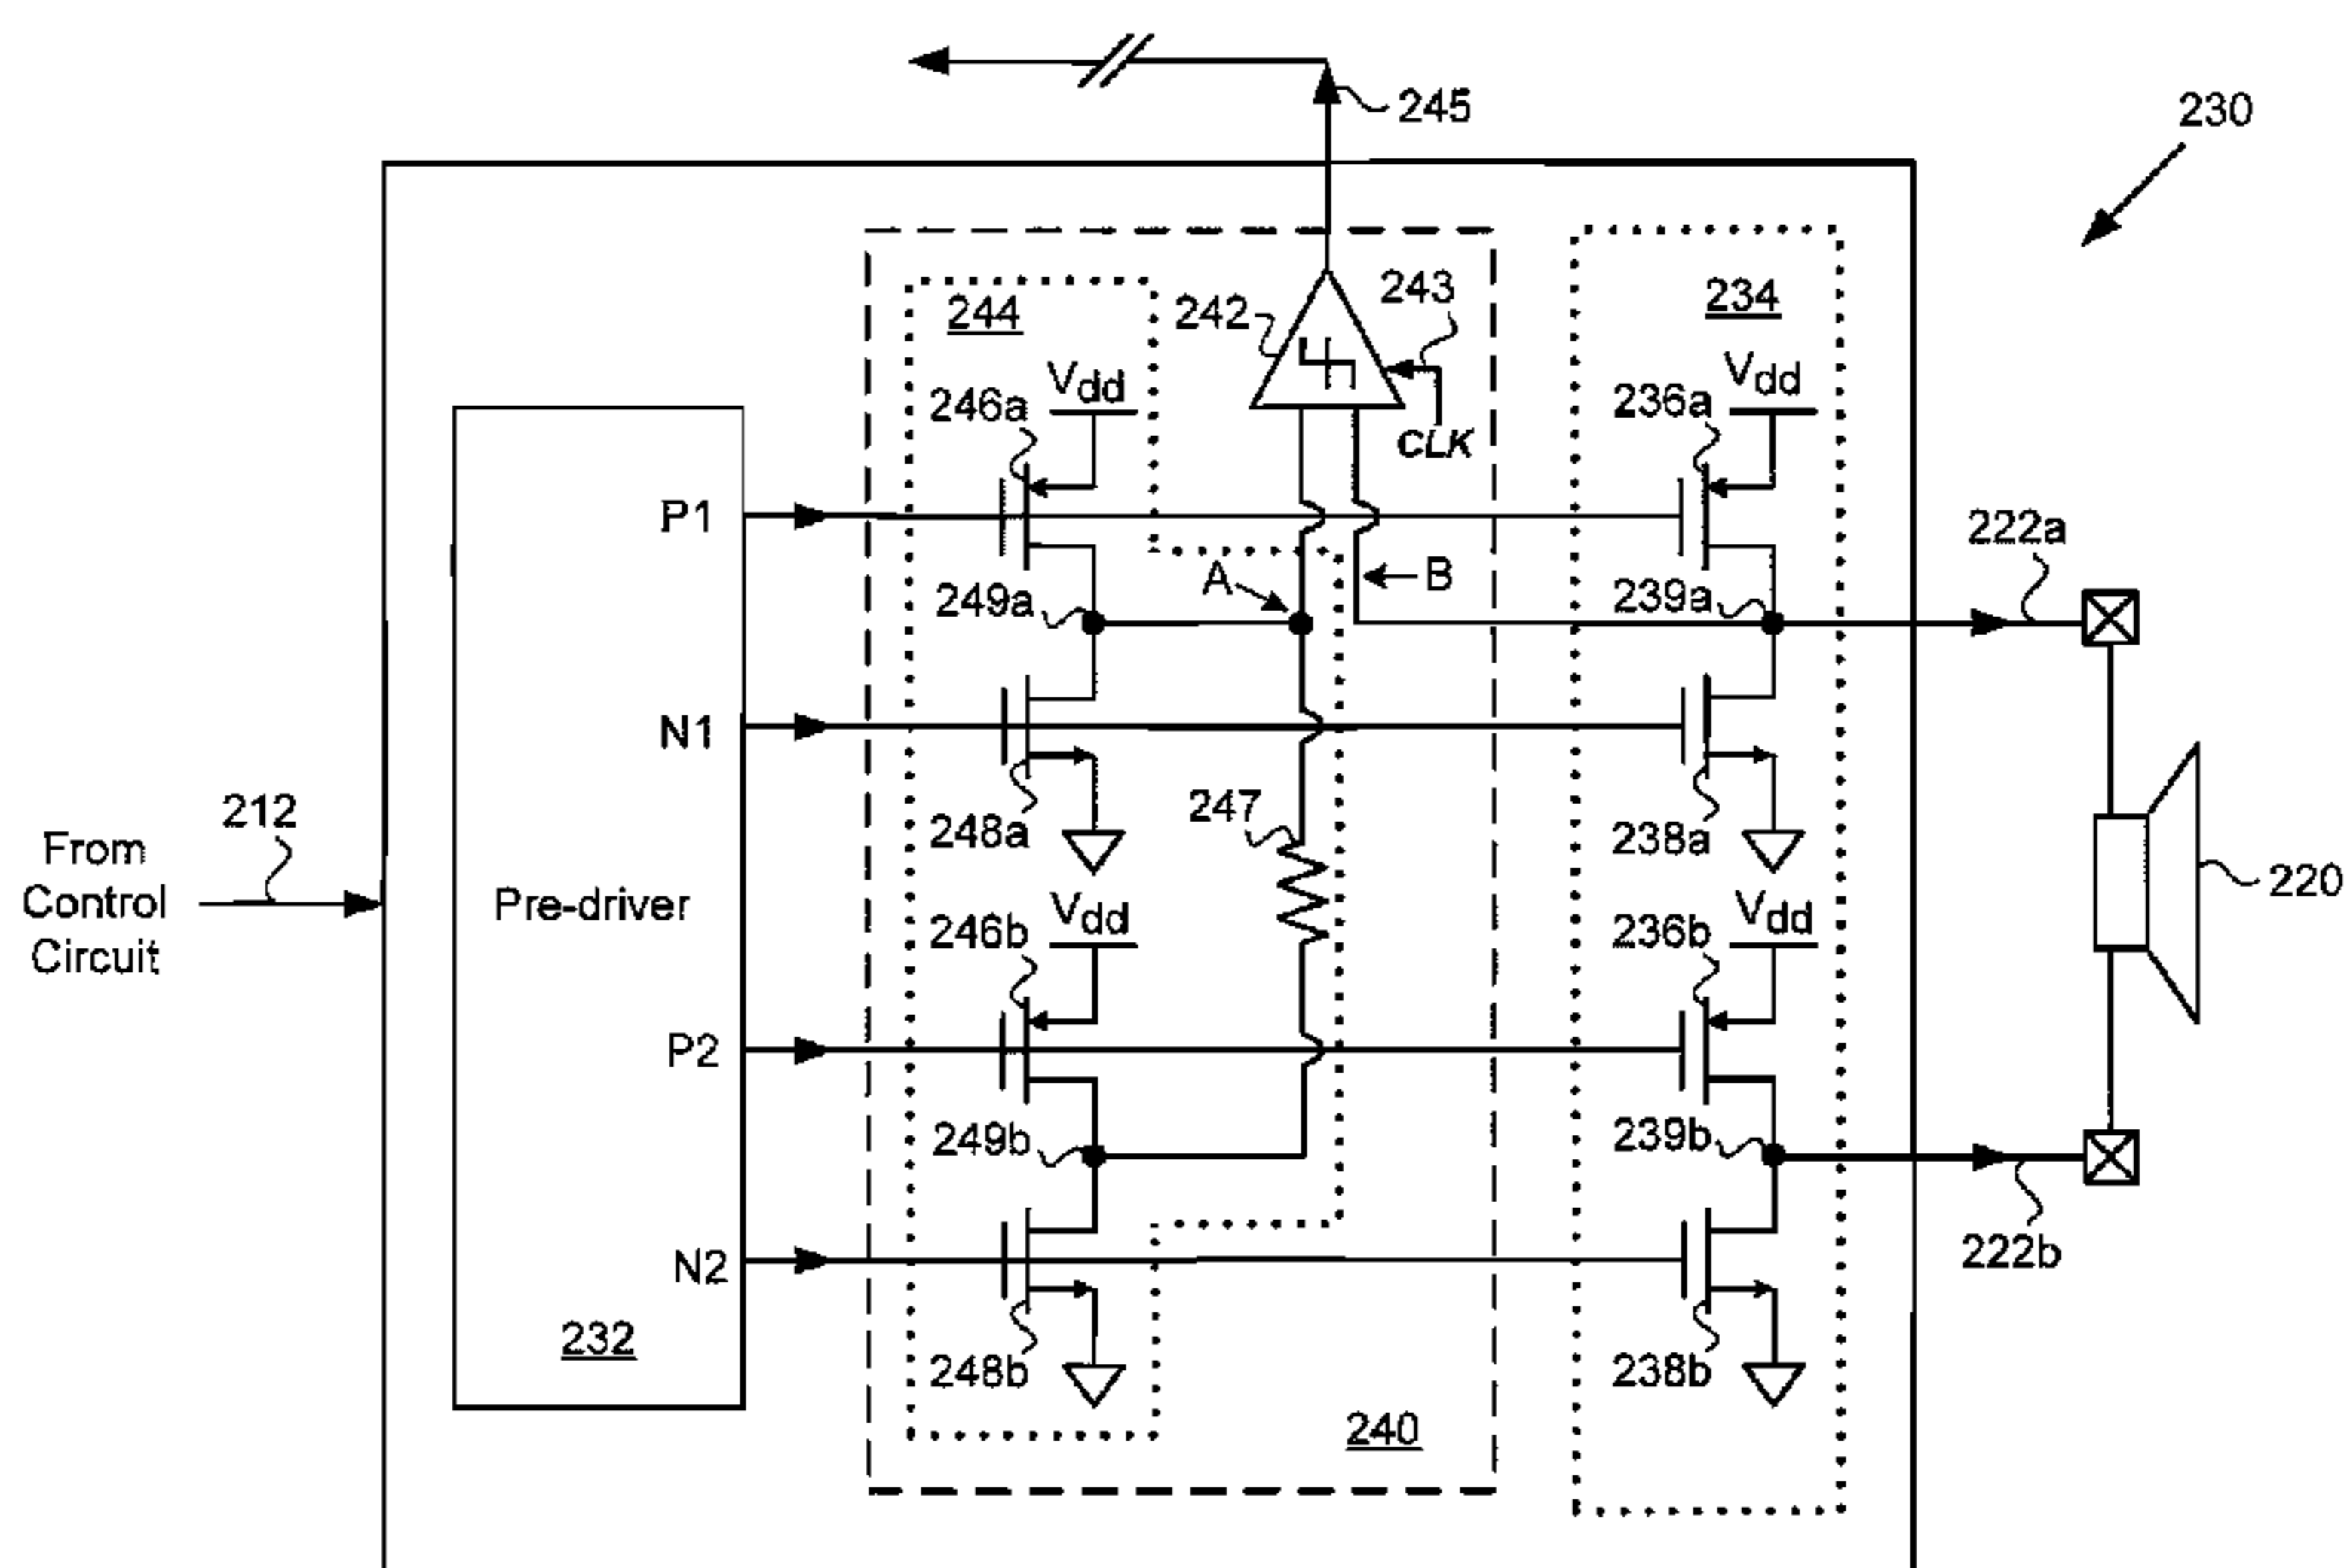 245
230
244
242
243
234
Vdd
246a
Vdd
236a
CLK
P1
222a
A
B
249a
239a
N1
247
212
248a
238a
From
Control
Circuit
Pre-driver
Vdd
Vdd
220
246b
236b
P2
249b
239b
N2
222b
232
248b
238b
240